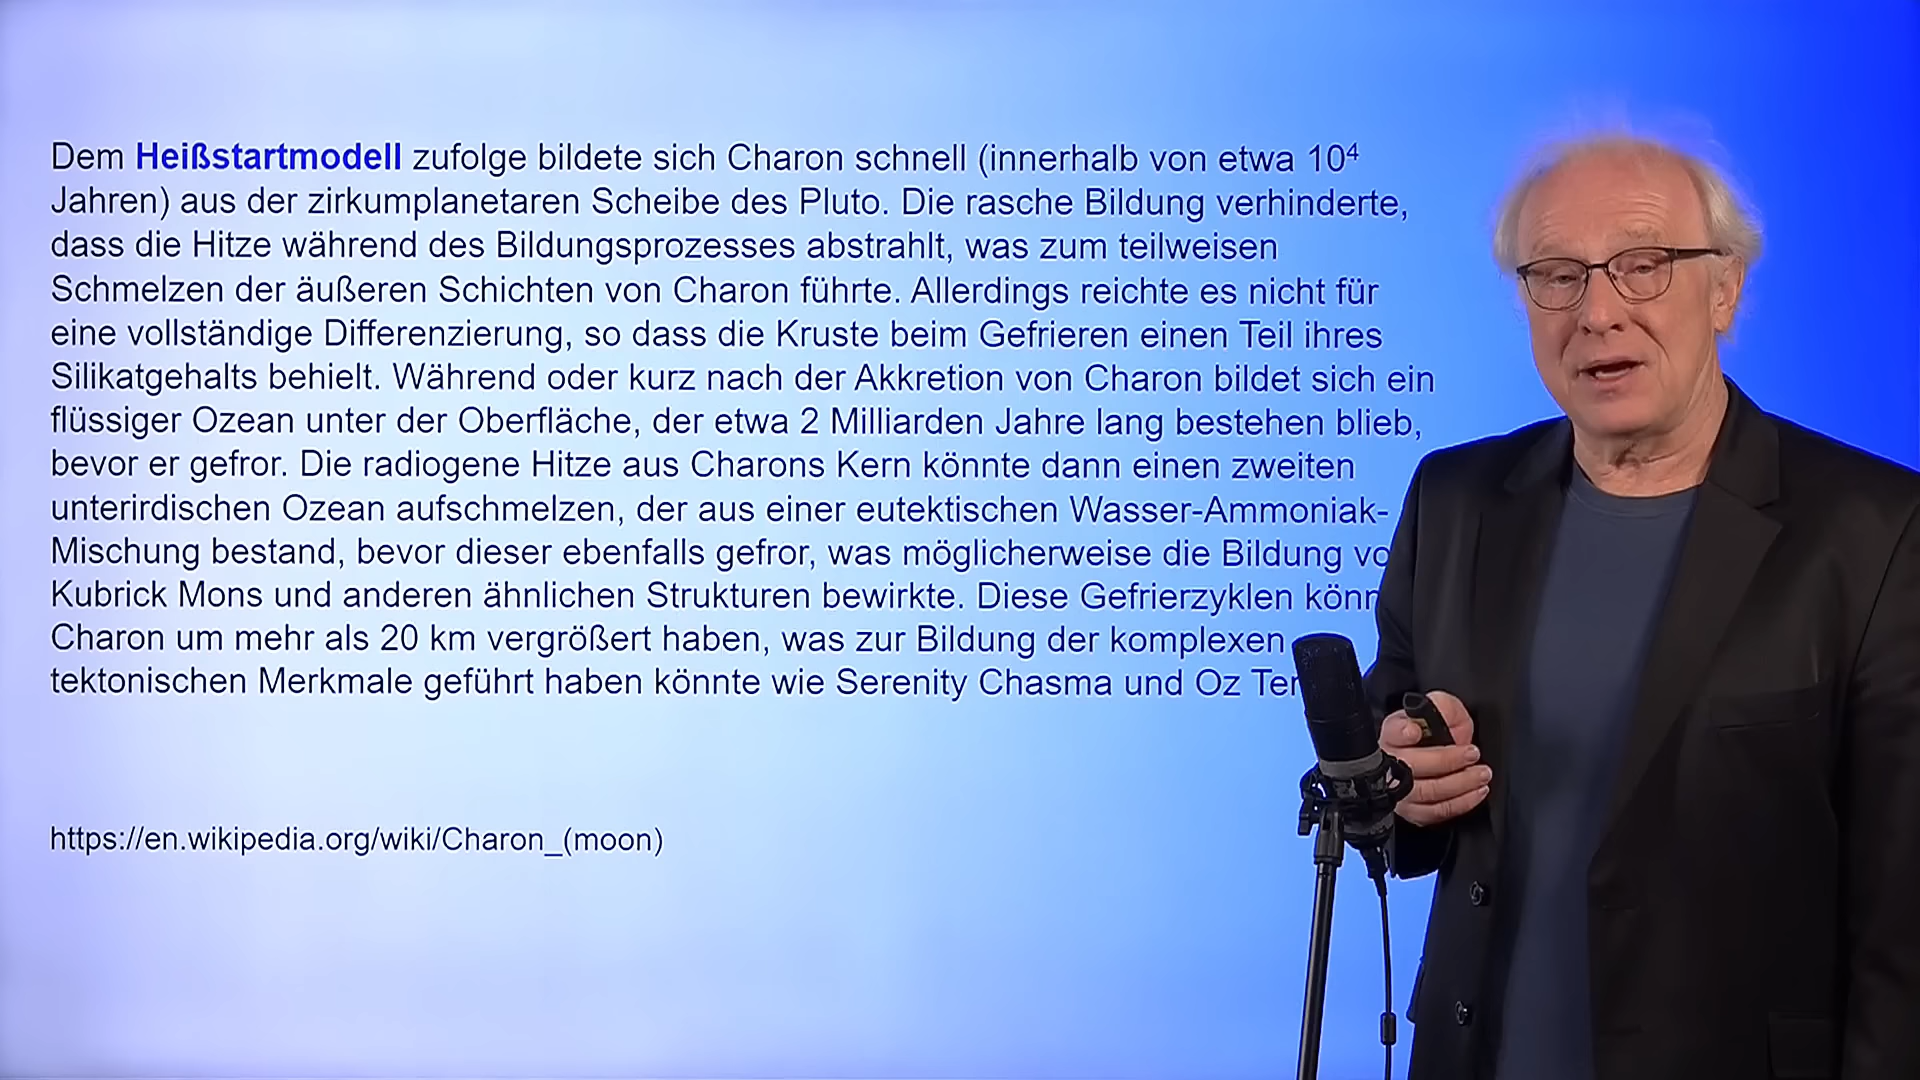 Dem Heißstartmodell zufolge bildete sich Charon schnell (innerhalb von etwa 10⁴
Jahren) aus der zirkumplanetaren Scheibe des Pluto. Die rasche Bildung verhinderte,
dass die Hitze während des Bildungsprozesses abstrahlt, was zum teilweisen
Schmelzen der äußeren Schichten von Charon führte. Allerdings reichte es nicht für
eine vollständige Differenzierung, so dass die Kruste beim Gefrieren einen Teil ihres
Silikatgehalts behielt. Während oder kurz nach der Akkretion von Charon bildet sich ein
flüssiger Ozean unter der Oberfläche, der etwa 2 Milliarden Jahre lang bestehen blieb,
bevor er gefror. Die radiogene Hitze aus Charons Kern könnte dann einen zweiten
unterirdischen Ozean aufschmelzen, der aus einer eutektischen Wasser-Ammoniak-
Mischung bestand, bevor dieser ebenfalls gefror, was möglicherweise die Bildung
Kubrick Mons und anderen ähnlichen Strukturen bewirkte. Diese Gefrierzyklen
Charon um mehr als 20 km vergrößert haben, was zur Bildung der komplexen
tektonischen Merkmale geführt haben könnte wie Serenity Chasma und Oz
https://en.wikipedia.org/wiki/Charon_(moon)